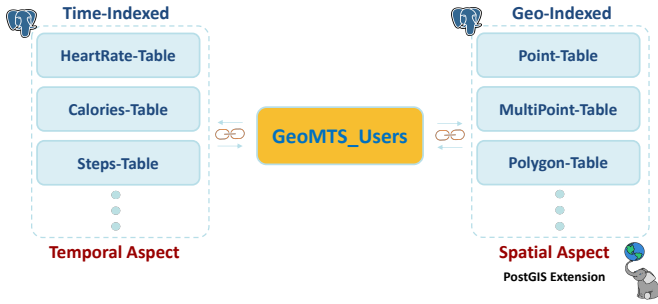 Time-Indexed
HeartRate-Table
Calories-Table
Steps-Table
Temporal Aspect
GeoMTS_Users
Geo-Indexed
Point-Table
MultiPoint-Table
Polygon-Table
Spatial Aspect
PostGIS Extension